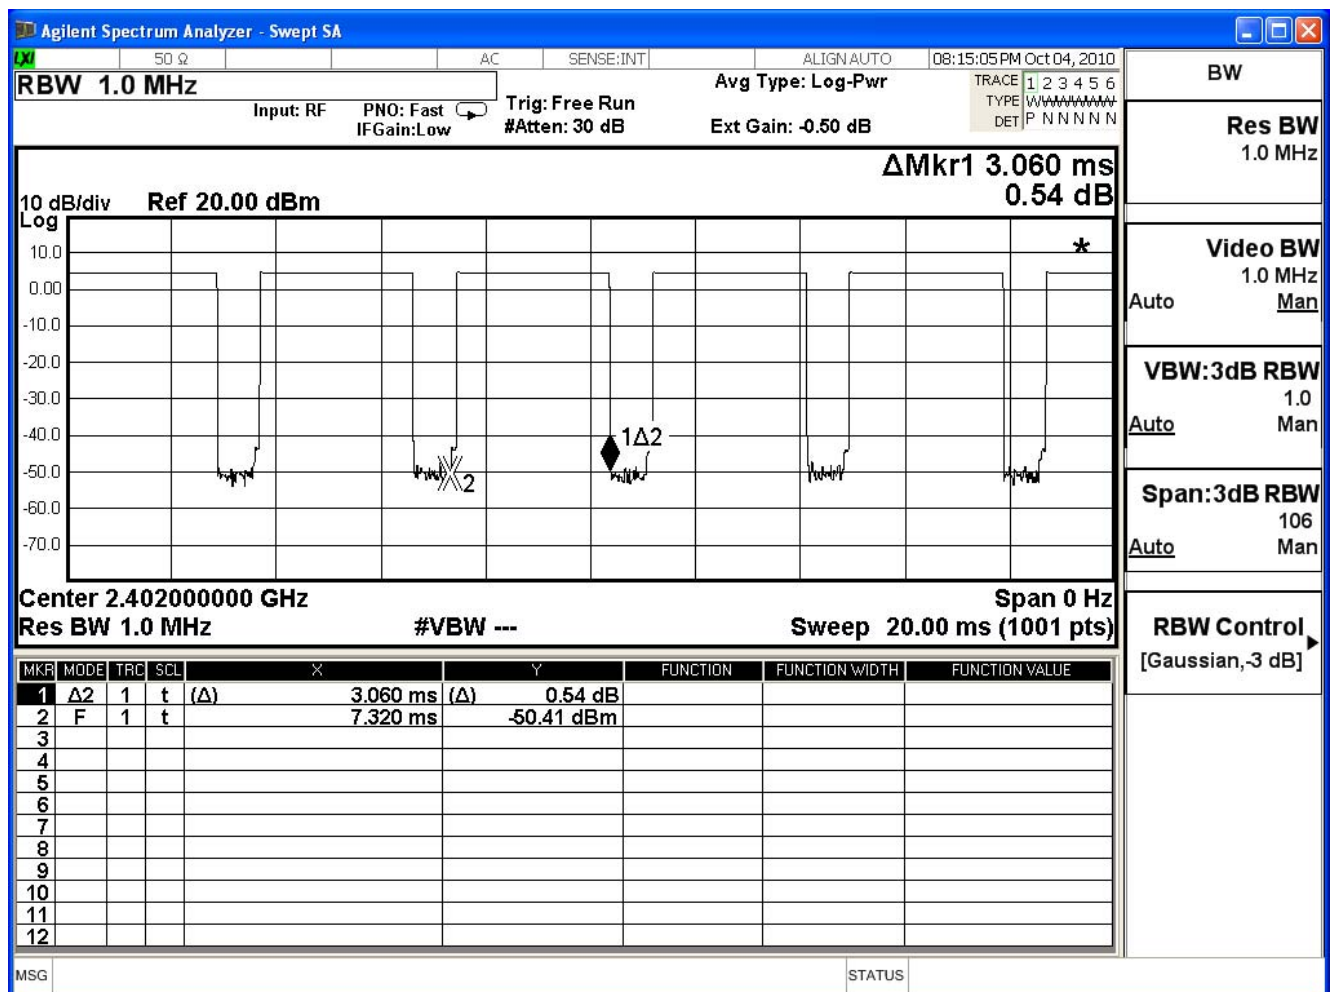 Agilent Spectrum Analyzer - Swept SA
LXI 50 Ω AC SENSE:INT ALIGN AUTO 08:15:05 PM Oct 04, 2010
RBW 1.0 MHz
Input: RF PNO: Fast
IFGain:Low
Trig: Free Run
#Atten: 30 dB
Avg Type: Log-Pwr
Ext Gain: -0.50 dB
TRACE 1 2 3 4 5 6
TYPE
DET P N N N N N
ΔMkr1 3.060 ms
0.54 dB
10 dB/div Ref 20.00 dBm
Log
10.0
0.00
-10.0
-20.0
-30.0
-40.0
-50.0
-60.0
-70.0
1Δ2
2
*
Center 2.402000000 GHz Span 0 Hz
Res BW 1.0 MHz #VBW --- Sweep 20.00 ms (1001 pts)
MKR MODE TRC SCL X Y FUNCTION FUNCTION WIDTH FUNCTION VALUE
1 Δ2 1 t (Δ) 3.060 ms (Δ) 0.54 dB
2 F 1 t 7.320 ms -50.41 dBm
3
4
5
6
7
8
9
10
11
12
MSG STATUS
BW
Res BW
1.0 MHz
Video BW
1.0 MHz
Auto Man
VBW:3dB RBW
1.0
Auto Man
Span:3dB RBW
106
Auto Man
RBW Control
[Gaussian,-3 dB]